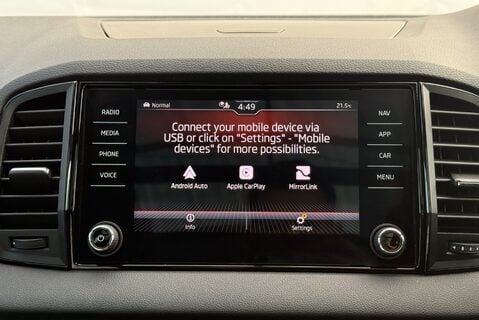 RADIO
MEDIA
PHONE
VOICE
Normal
4:49
21.5°C
Connect your mobile device via
USB or click on "Settings" - "Mobile
devices" for more possibilities.
Android Auto
Apple CarPlay
MirrorLink
Info
Settings
NAV
APP
CAR
MENU